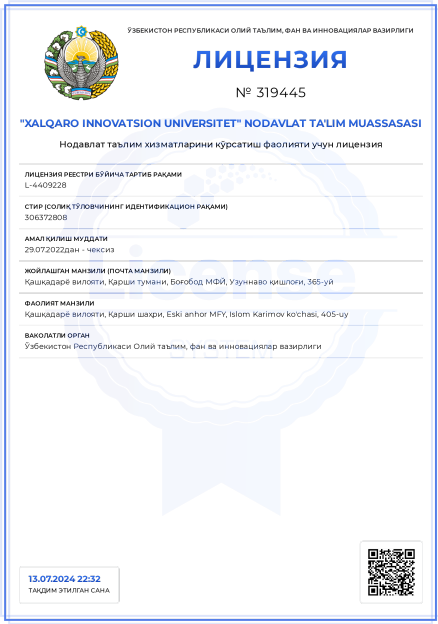 ЎЗБЕКИСТОН РЕСПУБЛИКАСИ ОЛИЙ ТАЪЛИМ, ФАН ВА ИННОВАЦИЯЛАР ВАЗИРЛИГИ
ЛИЦЕНЗИЯ
№ 319445
"XALQARO INNOVATSION UNIVERSITET" NODAVLAT TA'LIM MUASSASASI
Нодавлат таълим хизматларини кўрсатиш фаолияти учун лицензия
ЛИЦЕНЗИЯ РЕЕСТРИ БЎЙИЧА ТАРТИБ РАҚАМИ
L-4409228
СТИР (СОЛИҚ ТЎЛОВЧИНИНГ ИДЕНТИФИКАЦИОН РАҚАМИ)
306372808
АМАЛ ҚИЛИШ МУДДАТИ
29.07.2022дан - чексиз
ЖОЙЛАШГАН МАНЗИЛИ (ПОЧТА МАНЗИЛИ)
Қашқадарё вилояти, Қарши тумани, Боғобод МФЙ, Узуннаво қишлоғи, 365-уй
ФАОЛИЯТ МАНЗИЛИ
Қашқадарё вилояти, Қарши шаҳри, Eski anhor MFY, Islom Karimov ko'chasi, 405-uy
ВАКОЛАТЛИ ОРГАН
Ўзбекистон Республикаси Олий таълим, фан ва инновациялар вазирлиги
License
SYSTEM
13.07.2024 22:32
ТАҚДИМ ЭТИЛГАН САНА